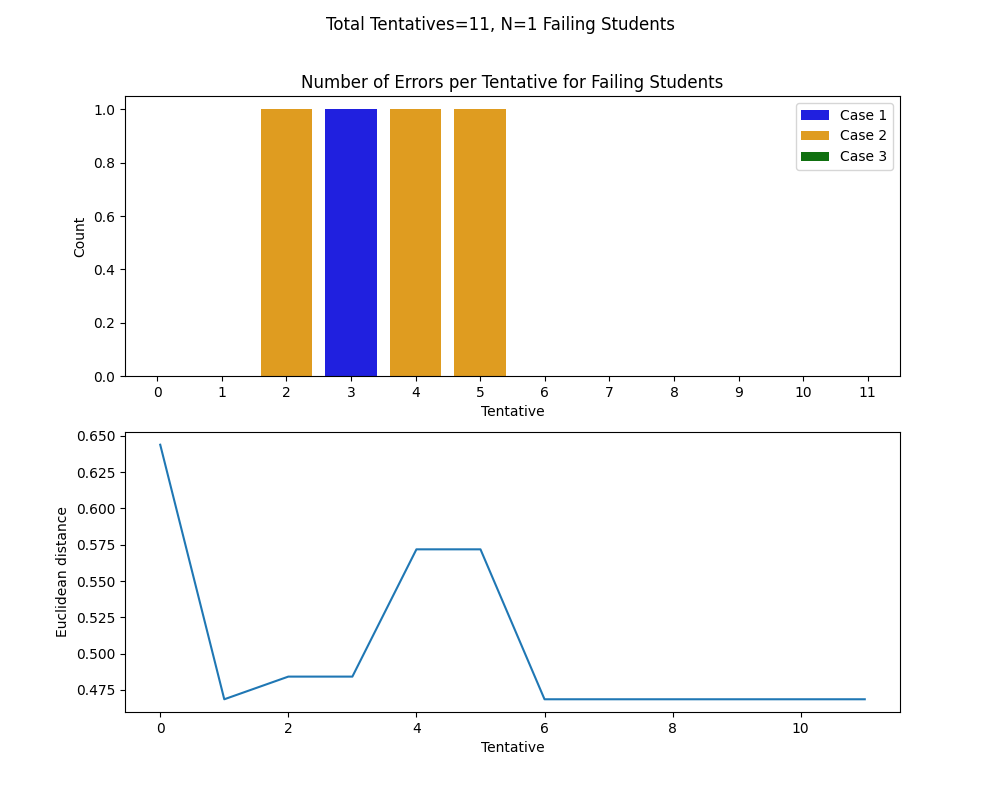 Total Tentatives=11, N=1 Failing Students
Number of Errors per Tentative for Failing Students
1.0
0.8
0.6
0.4
0.2
0.0
Count
Case 1
Case 2
Case 3
0 1 2 3 4 5 6 7 8 9 10 11
Tentative
0.650
0.625
0.600
0.575
0.550
0.525
0.500
0.475
Euclidean distance
0 2 4 6 8 10
Tentative